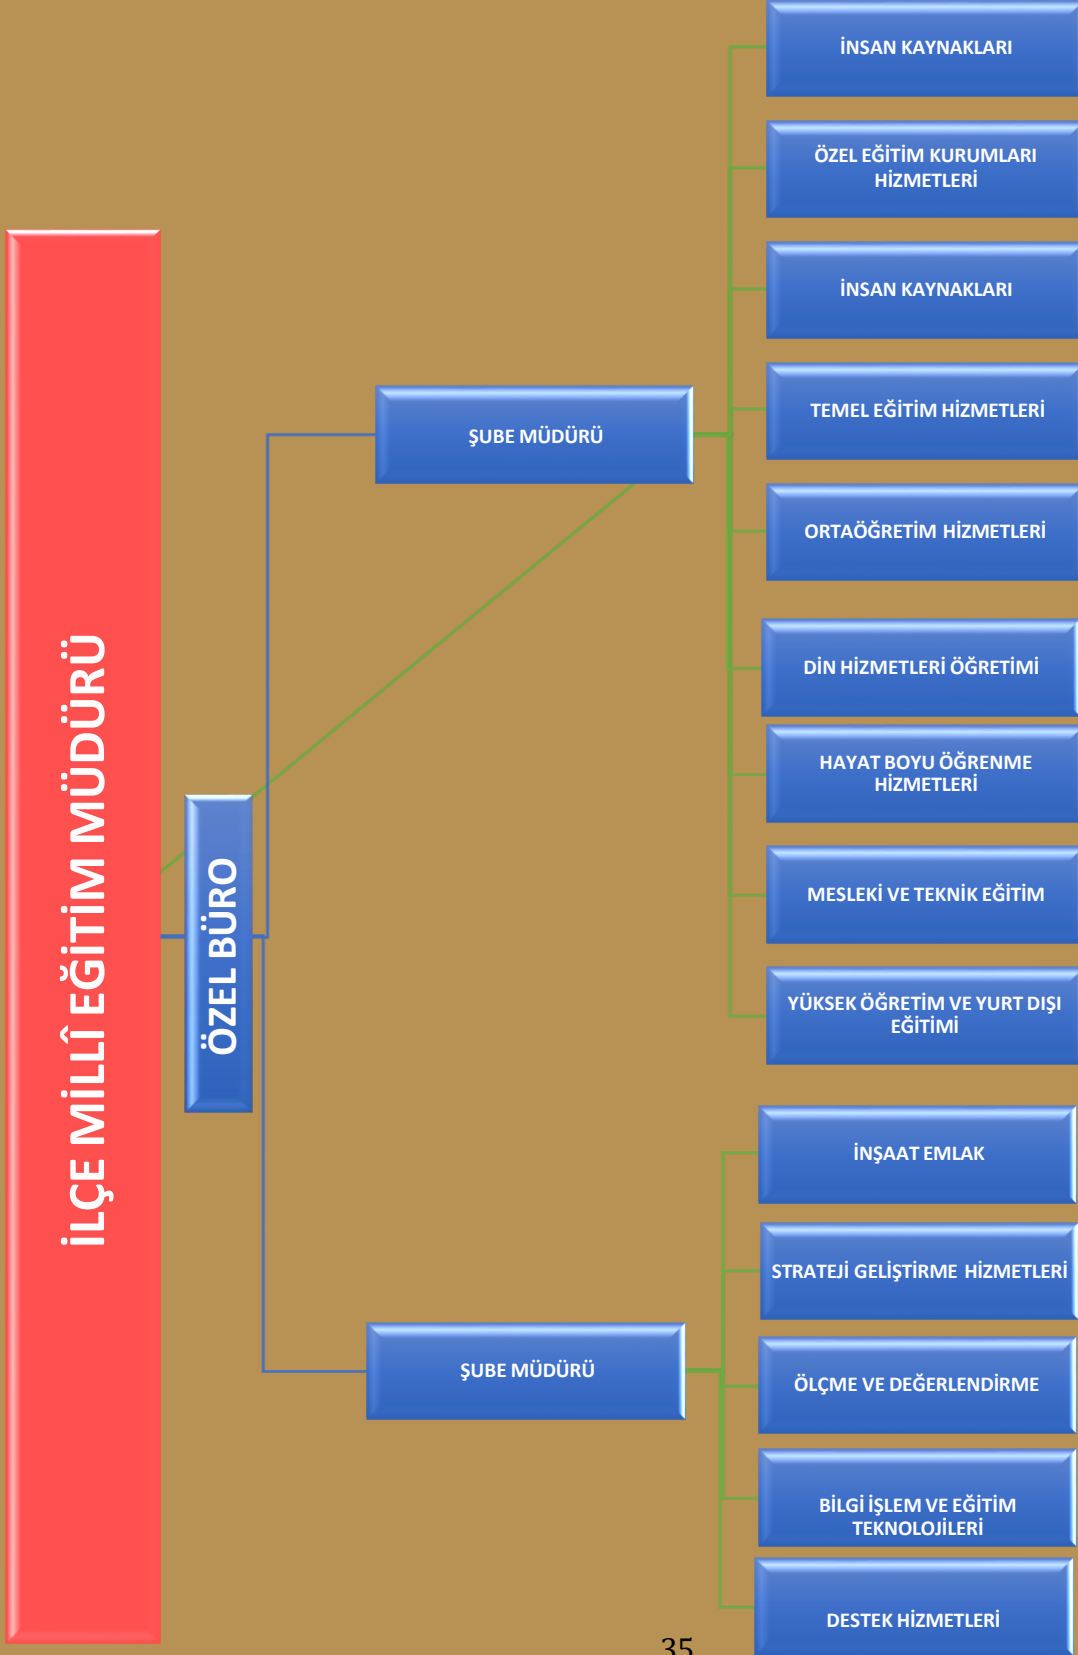 İLÇE MİLLÎ EĞİTİM MÜDÜRÜ
ÖZEL BÜRO
ŞUBE MÜDÜRÜ
İNSAN KAYNAKLARI
ÖZEL EĞİTİM KURUMLARI
HİZMETLERİ
İNSAN KAYNAKLARI
TEMEL EĞİTİM HİZMETLERİ
ORTAÖĞRETİM HİZMETLERİ
DİN HİZMETLERİ ÖĞRETİMİ
HAYAT BOYU ÖĞRENME
HİZMETLERİ
MESLEKİ VE TEKNİK EĞİTİM
YÜKSEK ÖĞRETİM VE YURT DIŞI
EĞİTİMİ
ŞUBE MÜDÜRÜ
İNŞAAT EMLAK
STRATEJİ GELİŞTİRME HİZMETLERİ
ÖLÇME VE DEĞERLENDİRME
BİLGİ İŞLEM VE EĞİTİM
TEKNOLOJİLERİ
DESTEK HİZMETLERİ
35